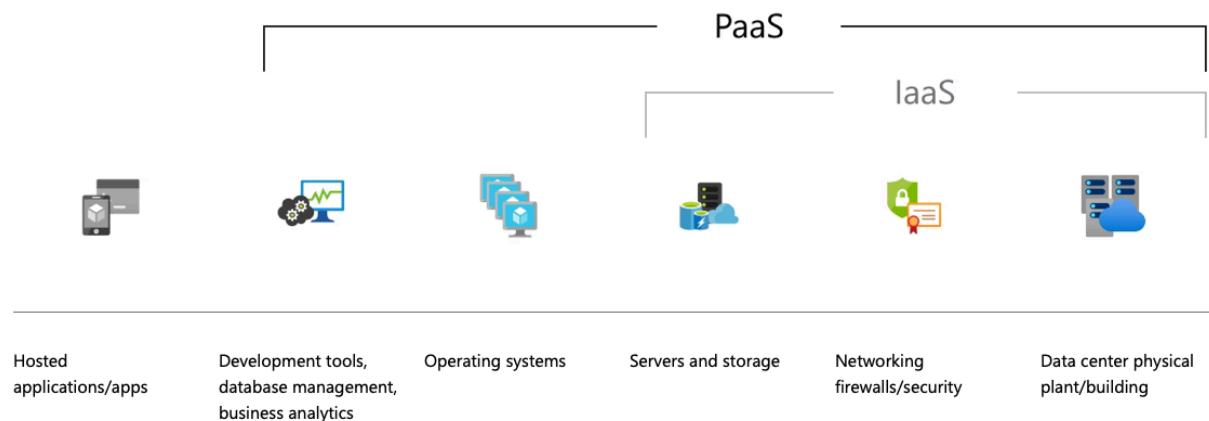 PaaS
IaaS
Hosted
applications/apps
Development tools,
database management,
business analytics
Operating systems
Servers and storage
Networking
firewalls/security
Data center physical
plant/building